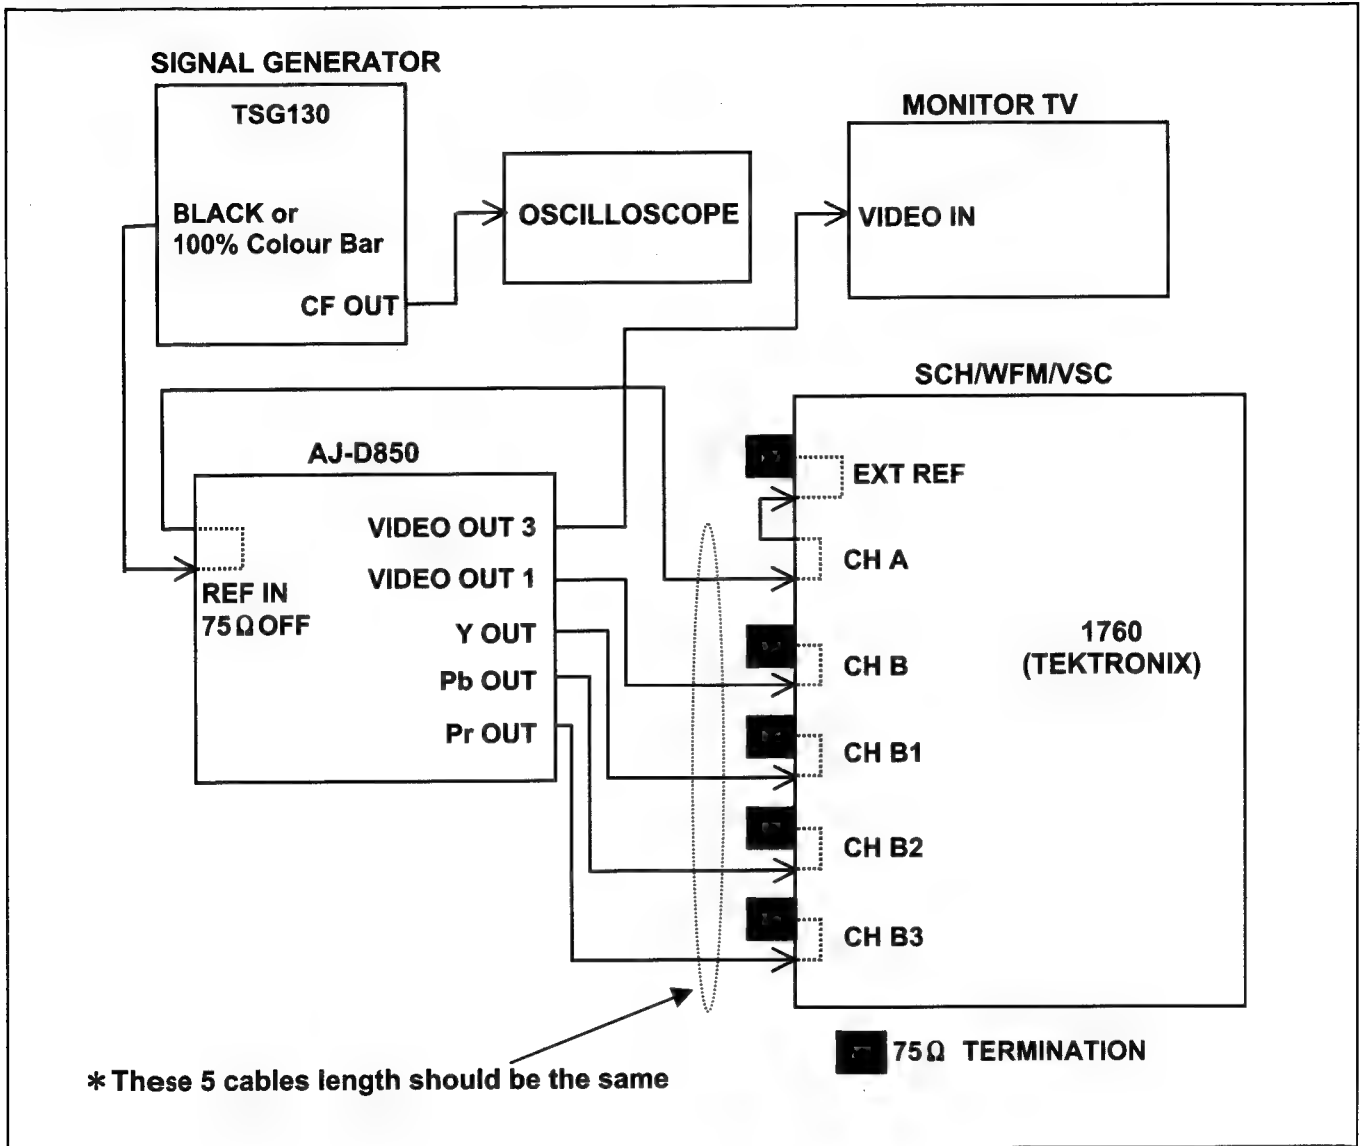 SIGNAL GENERATOR
TSG130
BLACK or
100% Colour Bar
CF OUT
OSCILLOSCOPE
MONITOR TV
VIDEO IN
SCH/WFM/VSC
AJ-D850
VIDEO OUT 3
VIDEO OUT 1
Y OUT
Pb OUT
Pr OUT
REF IN
75Ω OFF
EXT REF
CH A
CH B
CH B1
CH B2
CH B3
1760
(TEKTRONIX)
75Ω TERMINATION
* These 5 cables length should be the same